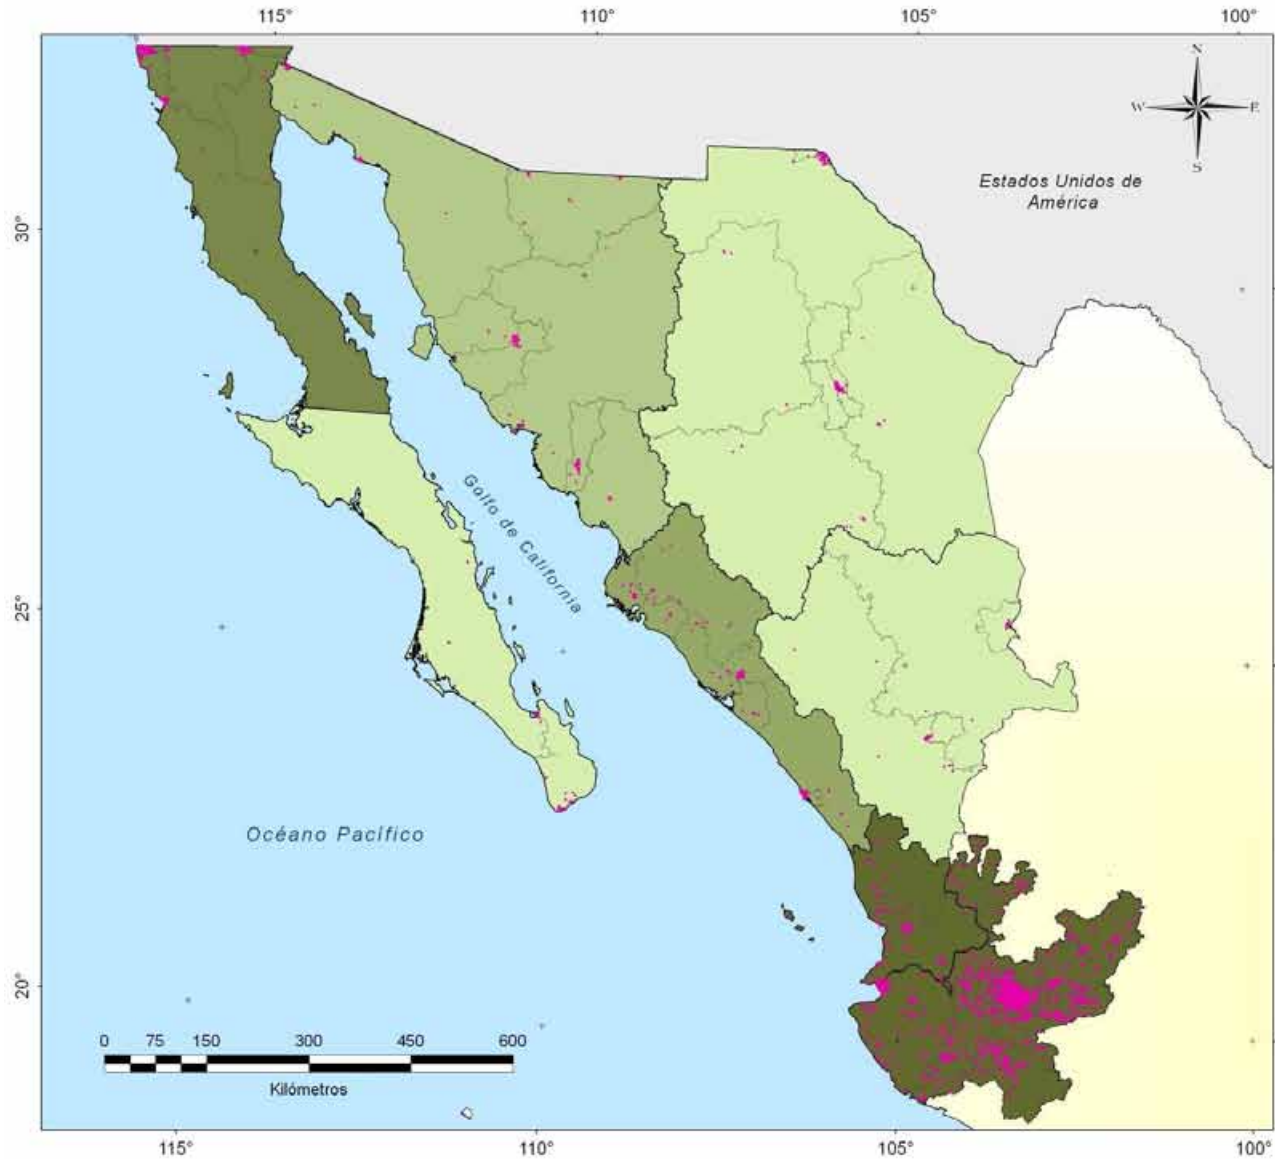 115° 110° 105° 100°
N
W E
S
Estados Unidos de
América
30°
Golfo de California
25°
Océano Pacífico
20°
0 75 150 300 450 600
Kilómetros
115° 110° 105° 100°